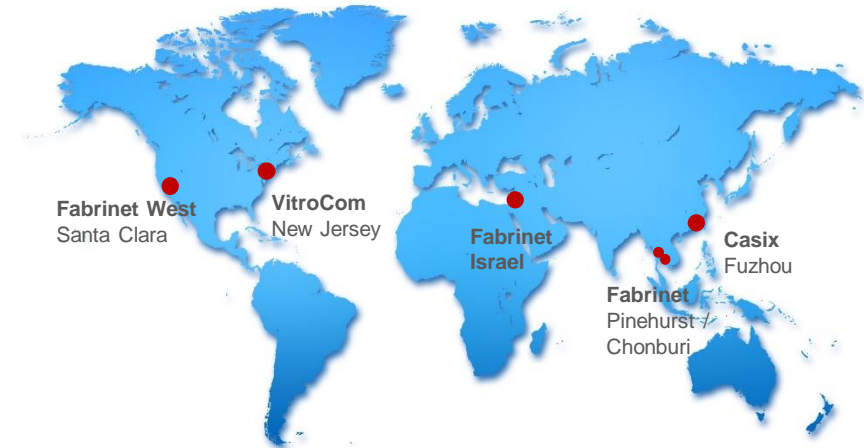 Fabrinet West
Santa Clara
VitroCom
New Jersey
Fabrinet
Israel
Casix
Fuzhou
Fabrinet
Pinehurst /
Chonburi